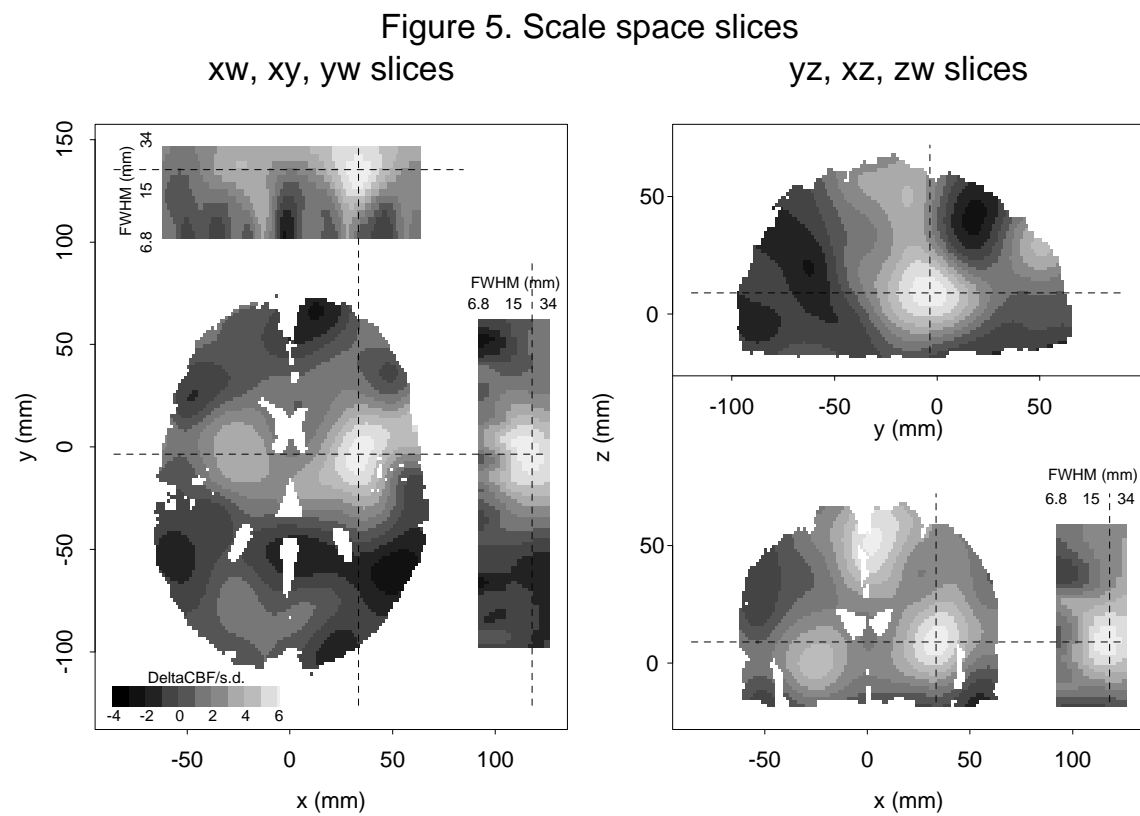 Figure 5. Scale space slices
xw, xy, yw slices
yz, xz, zw slices
150
100
50
0
-50
-100
y (mm)
34
15
6.8
FWHM (mm)
FWHM (mm)
6.8 15 34
DeltaCBF/s.d.
-4 -2 0 2 4 6
-50 0 50 100
x (mm)
50
0
-100 -50 0 50
y (mm)
z (mm)
50
0
FWHM (mm)
6.8 15 34
-50 0 50 100
x (mm)